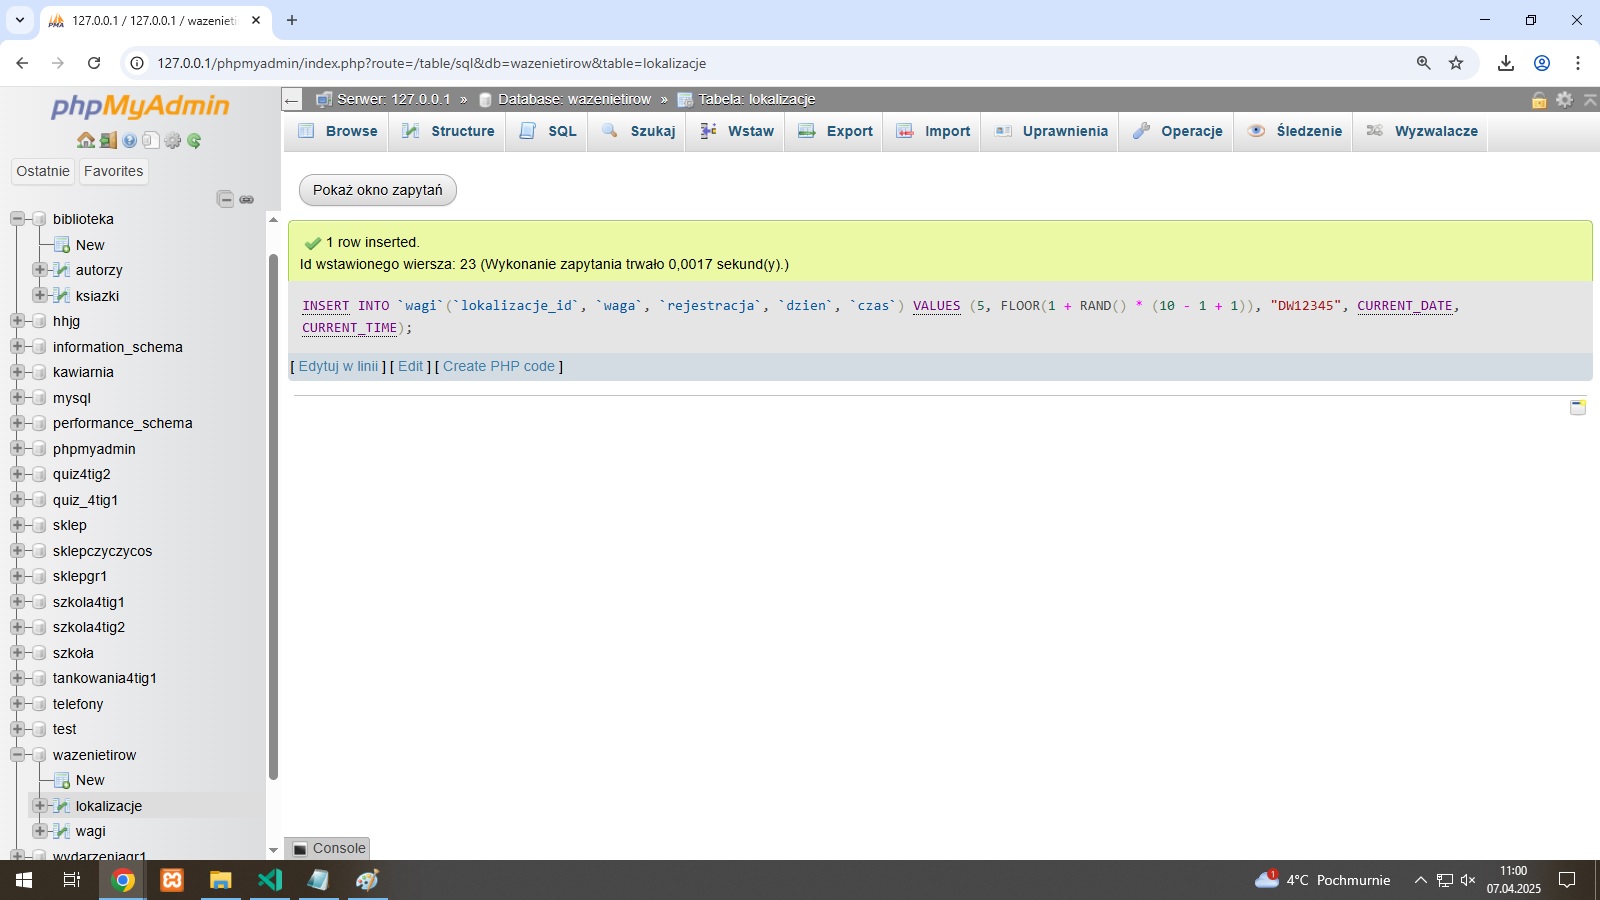 127.0.0.1 / 127.0.0.1 / wazenieti
127.0.0.1/phpmyadmin/index.php?route=/table/sql&db=wazenietirow&table=lokalizacje
phpMyAdmin
Ostatnie Favorites
biblioteka
New
autorzy
ksiazki
hhjg
information_schema
kawiarnia
mysql
performance_schema
phpmyadmin
quiz4tig2
quiz_4tig1
sklep
sklepczyczycos
sklepgr1
szkola4tig1
szkola4tig2
szkoła
tankowania4tig1
telefony
test
wazenietirow
New
lokalizacje
wagi
wydarzeniagr1
Serwer: 127.0.0.1 » Database: wazenietirow » Tabela: lokalizacje
Browse Structure SQL Szukaj Wstaw Export Import Uprawnienia Operacje Śledzenie Wyzwalacze
Pokaż okno zapytań
1 row inserted.
Id wstawionego wiersza: 23 (Wykonanie zapytania trwało 0,0017 sekund(y).)
INSERT INTO `wagi`(`lokalizacje_id`, `waga`, `rejestracja`, `dzien`, `czas`) VALUES (5, FLOOR(1 + RAND() * (10 - 1 + 1)), "DW12345", CURRENT_DATE,
CURRENT_TIME);
[ Edytuj w linii ] [ Edit ] [ Create PHP code ]
Console
1
4°C Pochmurnie
11:00
07.04.2025